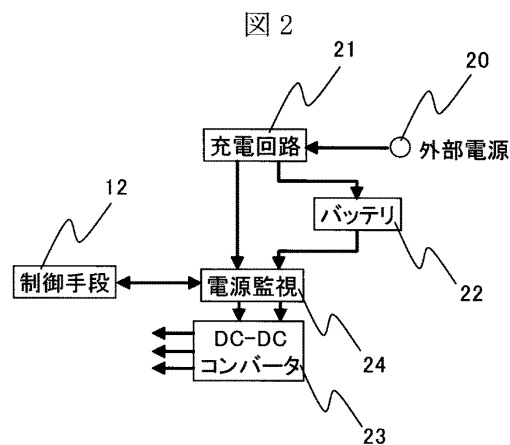 図2
21
20
充電回路
外部電源
12
バッテリ
22
制御手段
電源監視
24
DC-DC
コンバータ
23